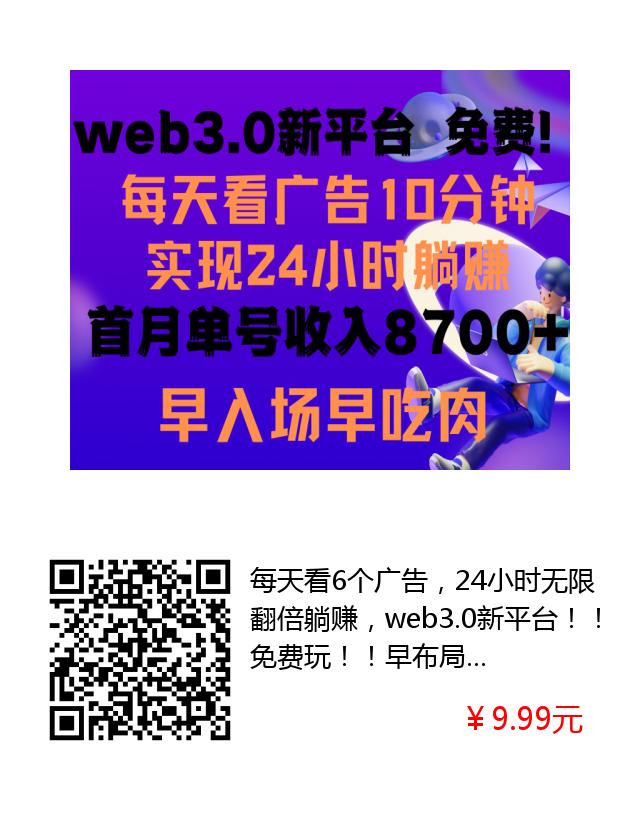 web3.0新平台 免费!
每天看广告10分钟
实现24小时躺赚
首月单号收入8700+
早入场早吃肉
每天看6个广告，24小时无限
翻倍躺赚，web3.0新平台！！
免费玩！！早布局...
￥9.99元